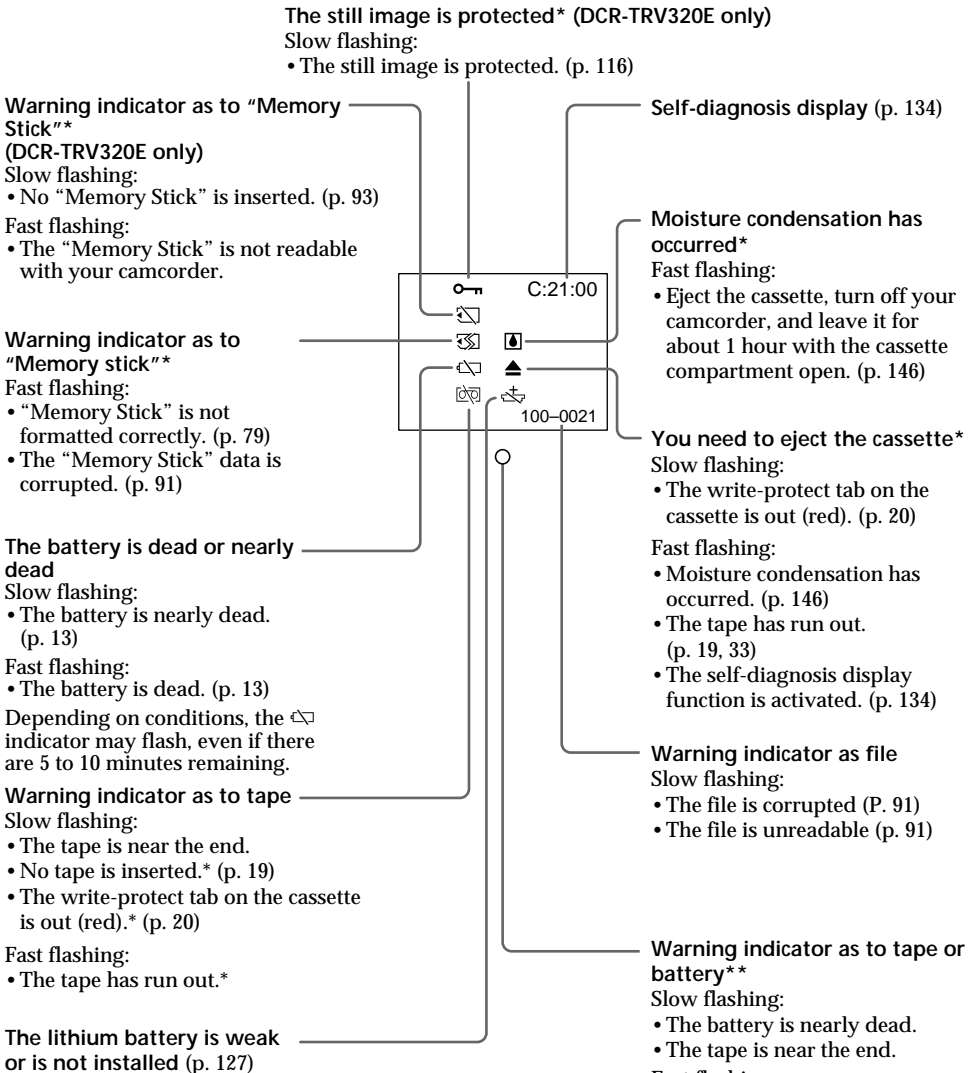 The still image is protected* (DCR-TRV320E only)
Slow flashing:
• The still image is protected. (p. 116)
Warning indicator as to “Memory
Stick”*
(DCR-TRV320E only)
Slow flashing:
• No “Memory Stick” is inserted. (p. 93)
Fast flashing:
• The “Memory Stick” is not readable
with your camcorder.
Warning indicator as to
“Memory stick”*
Fast flashing:
• “Memory Stick” is not
formatted correctly. (p. 79)
• The “Memory Stick” data is
corrupted. (p. 91)
The battery is dead or nearly
dead
Slow flashing:
• The battery is nearly dead.
(p. 13)
Fast flashing:
• The battery is dead. (p. 13)
Depending on conditions, the
indicator may flash, even if there
are 5 to 10 minutes remaining.
Warning indicator as to tape
Slow flashing:
• The tape is near the end.
• No tape is inserted.* (p. 19)
• The write-protect tab on the cassette
is out (red).* (p. 20)
Fast flashing:
• The tape has run out.*
The lithium battery is weak
or is not installed (p. 127)
C:21:00
100–0021
Self-diagnosis display (p. 134)
Moisture condensation has
occurred*
Fast flashing:
• Eject the cassette, turn off your
camcorder, and leave it for
about 1 hour with the cassette
compartment open. (p. 146)
You need to eject the cassette*
Slow flashing:
• The write-protect tab on the
cassette is out (red). (p. 20)
Fast flashing:
• Moisture condensation has
occurred. (p. 146)
• The tape has run out.
(p. 19, 33)
• The self-diagnosis display
function is activated. (p. 134)
Warning indicator as file
Slow flashing:
• The file is corrupted (P. 91)
• The file is unreadable (p. 91)
Warning indicator as to tape or
battery**
Slow flashing:
• The battery is nearly dead.
• The tape is near the end.